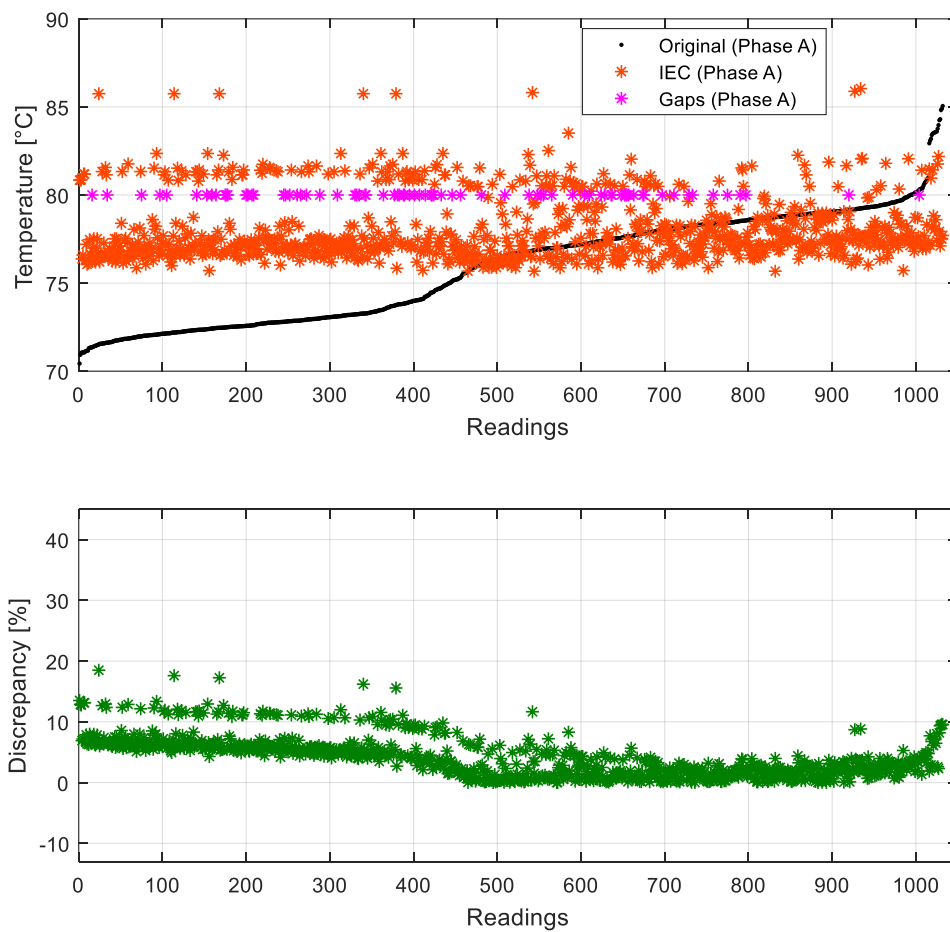 90
85
80
75
70
Temperature [°C]
Original (Phase A)
IEC (Phase A)
Gaps (Phase A)
0 100 200 300 400 500 600 700 800 900 1000
Readings
40
30
20
10
0
-10
Discrepancy [%]
0 100 200 300 400 500 600 700 800 900 1000
Readings